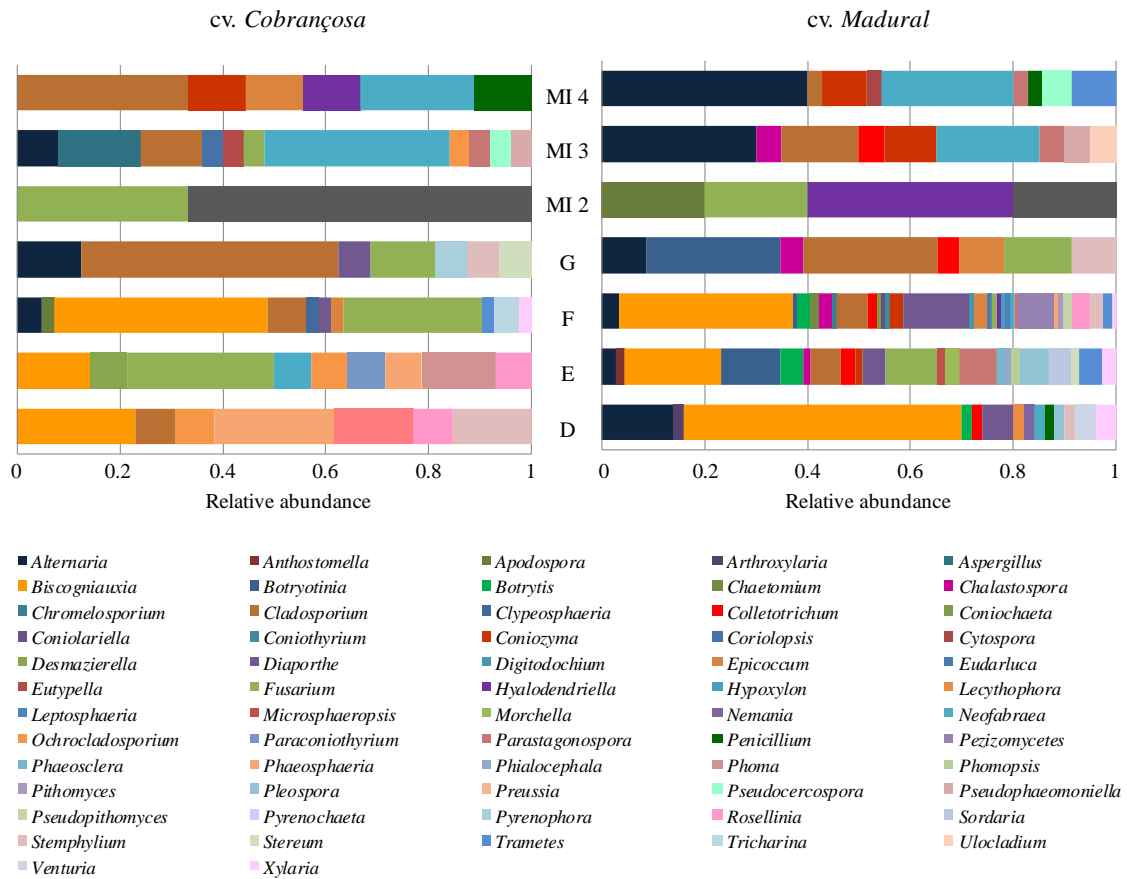 cv. Cobrançosa
cv. Madural
MI 4
MI 3
MI 2
G
F
E
D
0 0.2 0.4 0.6 0.8 1
0 0.2 0.4 0.6 0.8 1
Relative abundance
Relative abundance
Alternaria Anthostomella Apodospora Arthroxylaria Aspergillus
Biscogniauxia Botryotinia Botrytis Chaetomium Chalastospora
Chromelosporium Cladosporium Clypeosphaeria Colletotrichum Coniochaeta
Coniolariella Coniothyrium Coniozyma Coriolopsis Cytospora
Desmazierella Diaporthe Digitodochium Epicoccum Eudarluca
Eutypella Fusarium Hyalodendriella Hypoxylon Lecythophora
Leptosphaeria Microsphaeropsis Morchella Nemania Neofabraea
Ochrocladosporium Paraconiothyrium Parastagonospora Penicillium Pezizomycetes
Phaeosclera Phaeosphaeria Phialocephala Phoma Phomopsis
Pithomyces Pleospora Preussia Pseudocercospora Pseudophaeomoniella
Pseudopithomyces Pyrenochaeta Pyrenophora Rosellinia Sordaria
Stemphylium Stereum Trametes Tricharina Ulocladium
Venturia Xylaria